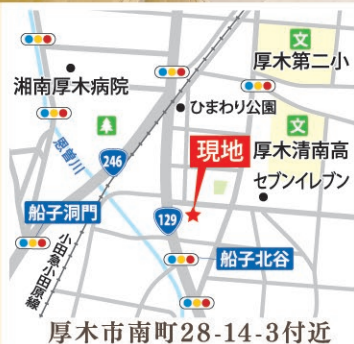 文
厚木第二小
湘南厚木病院
ひまわり公園
恩曽川
文
現地
厚木清南高
246
セブンイレブン
船子洞門
129
船子北谷
小田急小田原線
厚木市南町28-14-3付近